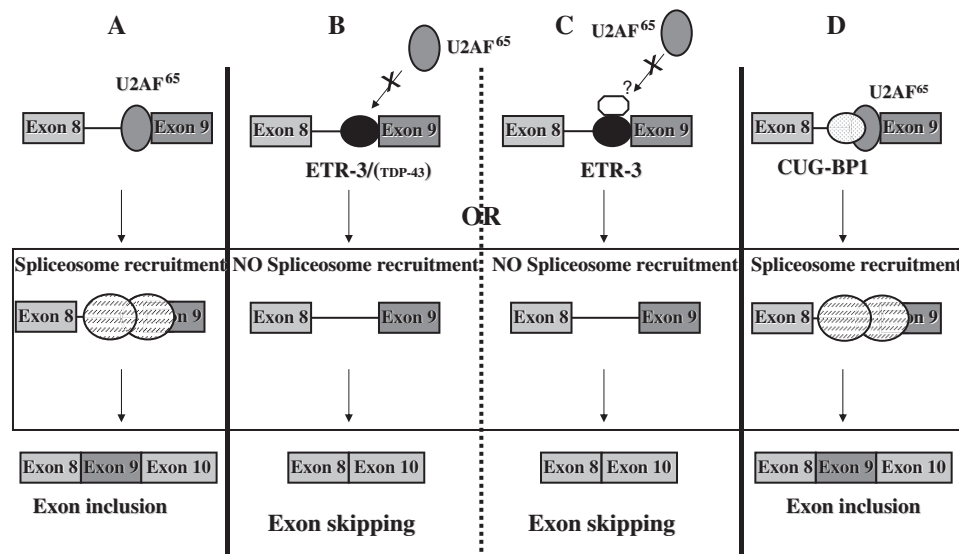 A B C D
U2AF65 U2AF65
U2AF65 U2AF65
?
Exon 8 Exon 9 Exon 8 Exon 9 Exon 8 Exon 9 Exon 8 Exon 9
X X
ETR-3/(TDP-43) ETR-3 CUG-BP1
OR
Spliceosome recruitment NO Spliceosome recruitment NO Spliceosome recruitment Spliceosome recruitment
Exon 8 on 9 Exon 8 Exon 9 Exon 8 Exon 9 Exon 8 on 9
Exon 8 Exon 9 Exon 10 Exon 8 Exon 10 Exon 8 Exon 10 Exon 8 Exon 9 Exon 10
Exon inclusion Exon skipping Exon skipping Exon inclusion